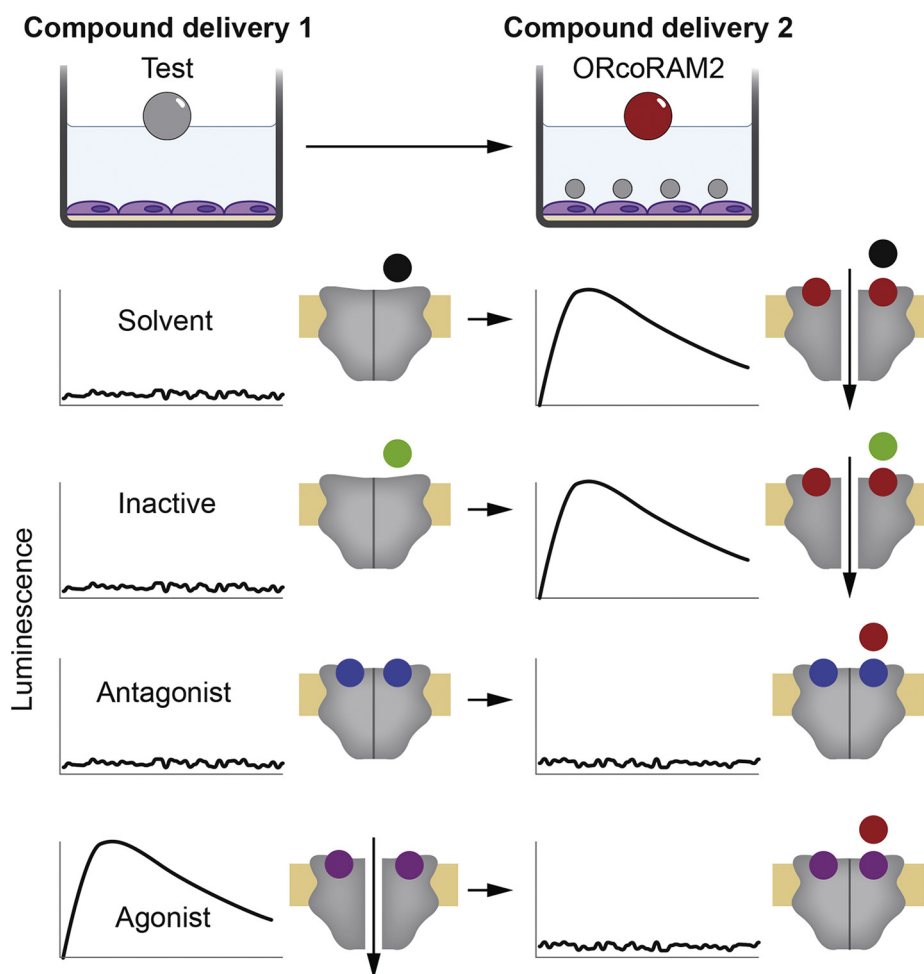 Compound delivery 1
Compound delivery 2
Test
ORcoRAM2
Solvent
Inactive
Luminescence
Antagonist
Agonist